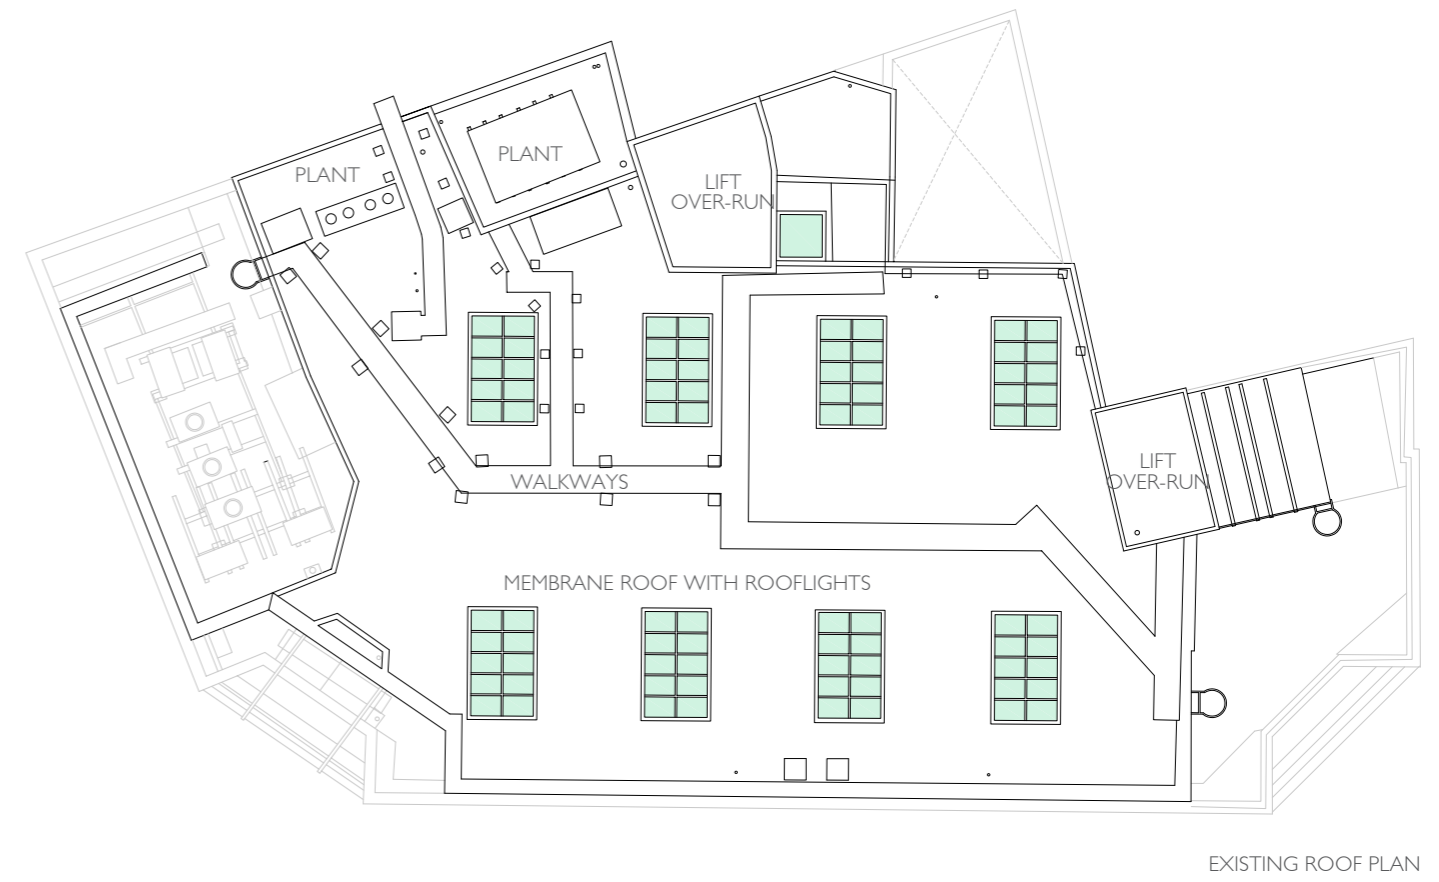 PLANT
PLANT
LIFT
OVER-RUN
LIFT
OVER-RUN
WALKWAYS
MEMBRANE ROOF WITH ROOFLIGHTS
EXISTING ROOF PLAN